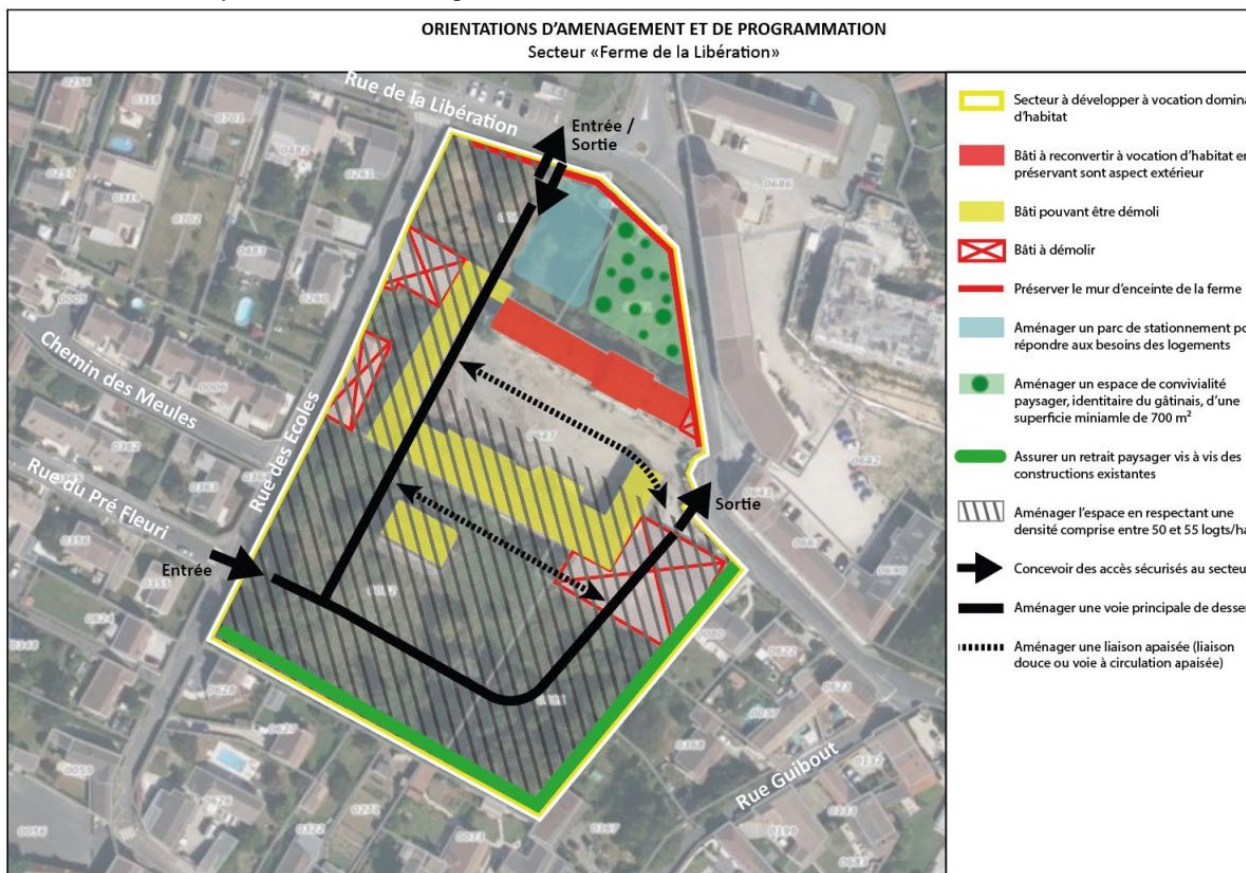 ORIENTATIONS D'AMENAGEMENT ET DE PROGRAMMATION
Secteur «Ferme de la Libération»
Rue de la Libération
Entrée /
Sortie
Chemin des Meules
Rue des Ecoles
Rue du Pré Fleuri
Entrée
Sortie
Rue Guibout
Secteur à développer à vocation domina
d'habitat
Bâti à reconvertir à vocation d'habitat en
préservant sont aspect extérieur
Bâti pouvant être démoli
Bâti à démolir
Préserver le mur d'enceinte de la ferme
Aménager un parc de stationnement po
répondre aux besoins des logements
Aménager un espace de convivialité
paysager, identitaire du gâtinais, d'une
superficie miniamle de 700 m²
Assurer un retrait paysager vis à vis des
constructions existantes
Aménager l'espace en respectant une
densité comprise entre 50 et 55 logts/ha
Concevoir des accès sécurisés au secteu
Aménager une voie principale de desse
Aménager une liaison apaisée (liaison
douce ou voie à circulation apaisée)